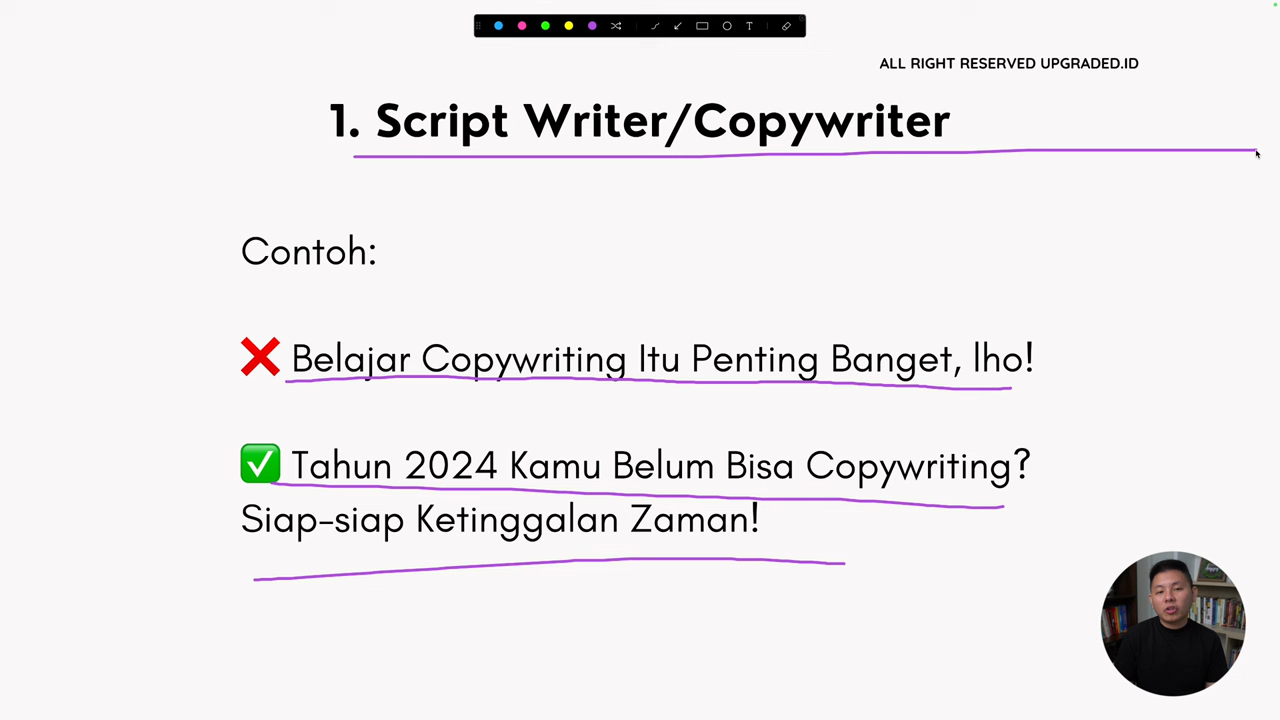 ALL RIGHT RESERVED UPGRADED.ID
1. Script Writer/Copywriter
Contoh:
❌ Belajar Copywriting Itu Penting Banget, lho!
✅ Tahun 2024 Kamu Belum Bisa Copywriting?
Siap-siap Ketinggalan Zaman!